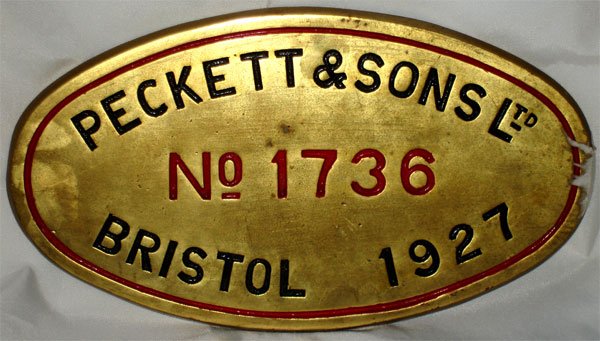 PECKETT & SONS LTD
No 1736
BRISTOL 1927